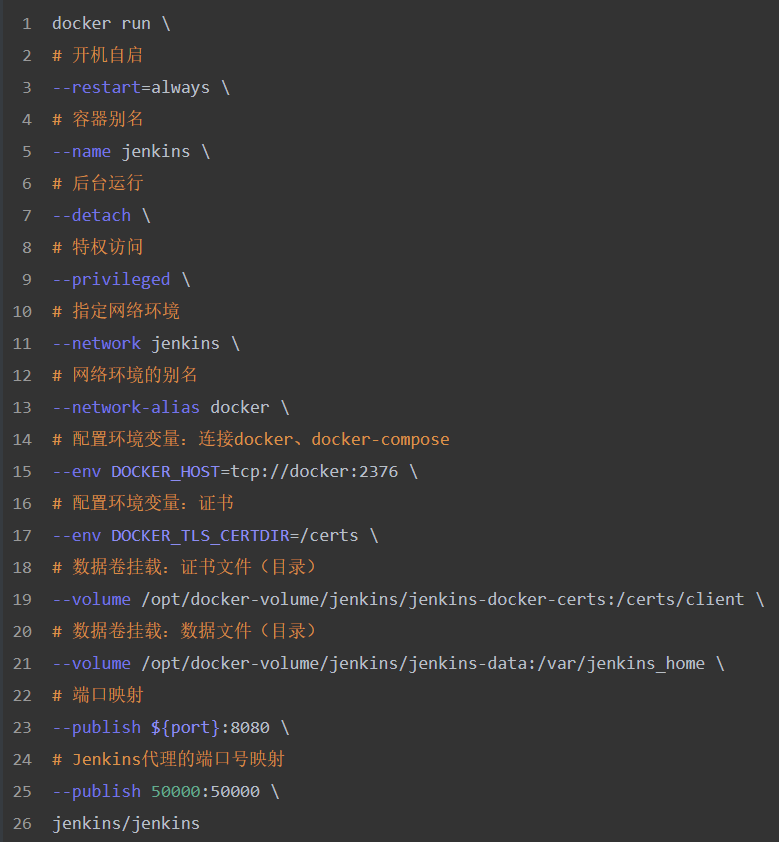 1 docker run \
2 # 开机自启
3 --restart=always \
4 # 容器别名
5 --name jenkins \
6 # 后台运行
7 --detach \
8 # 特权访问
9 --privileged \
10 # 指定网络环境
11 --network jenkins \
12 # 网络环境的别名
13 --network-alias docker \
14 # 配置环境变量：连接docker、docker-compose
15 --env DOCKER_HOST=tcp://docker:2376 \
16 # 配置环境变量：证书
17 --env DOCKER_TLS_CERTDIR=/certs \
18 # 数据卷挂载：证书文件（目录）
19 --volume /opt/docker-volume/jenkins/jenkins-docker-certs:/certs/client \
20 # 数据卷挂载：数据文件（目录）
21 --volume /opt/docker-volume/jenkins/jenkins-data:/var/jenkins_home \
22 # 端口映射
23 --publish ${port}:8080 \
24 # Jenkins代理的端口号映射
25 --publish 50000:50000 \
26 jenkins/jenkins